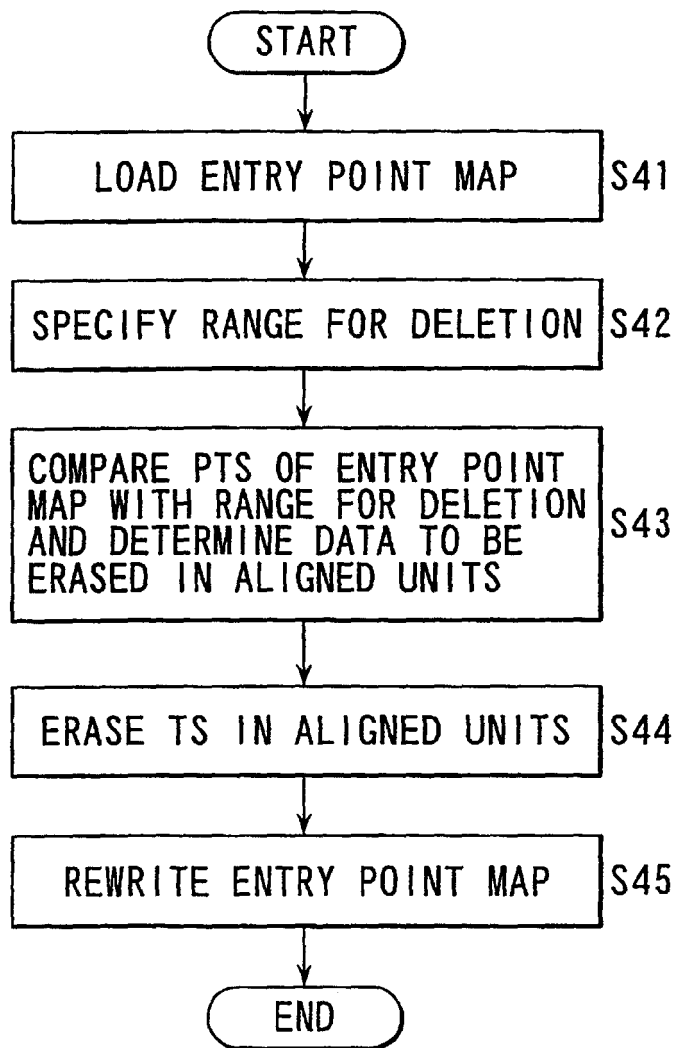 START
LOAD ENTRY POINT MAP S41
SPECIFY RANGE FOR DELETION S42
COMPARE PTS OF ENTRY POINT
MAP WITH RANGE FOR DELETION
AND DETERMINE DATA TO BE
ERASED IN ALIGNED UNITS
S43
ERASE TS IN ALIGNED UNITS S44
REWRITE ENTRY POINT MAP S45
END